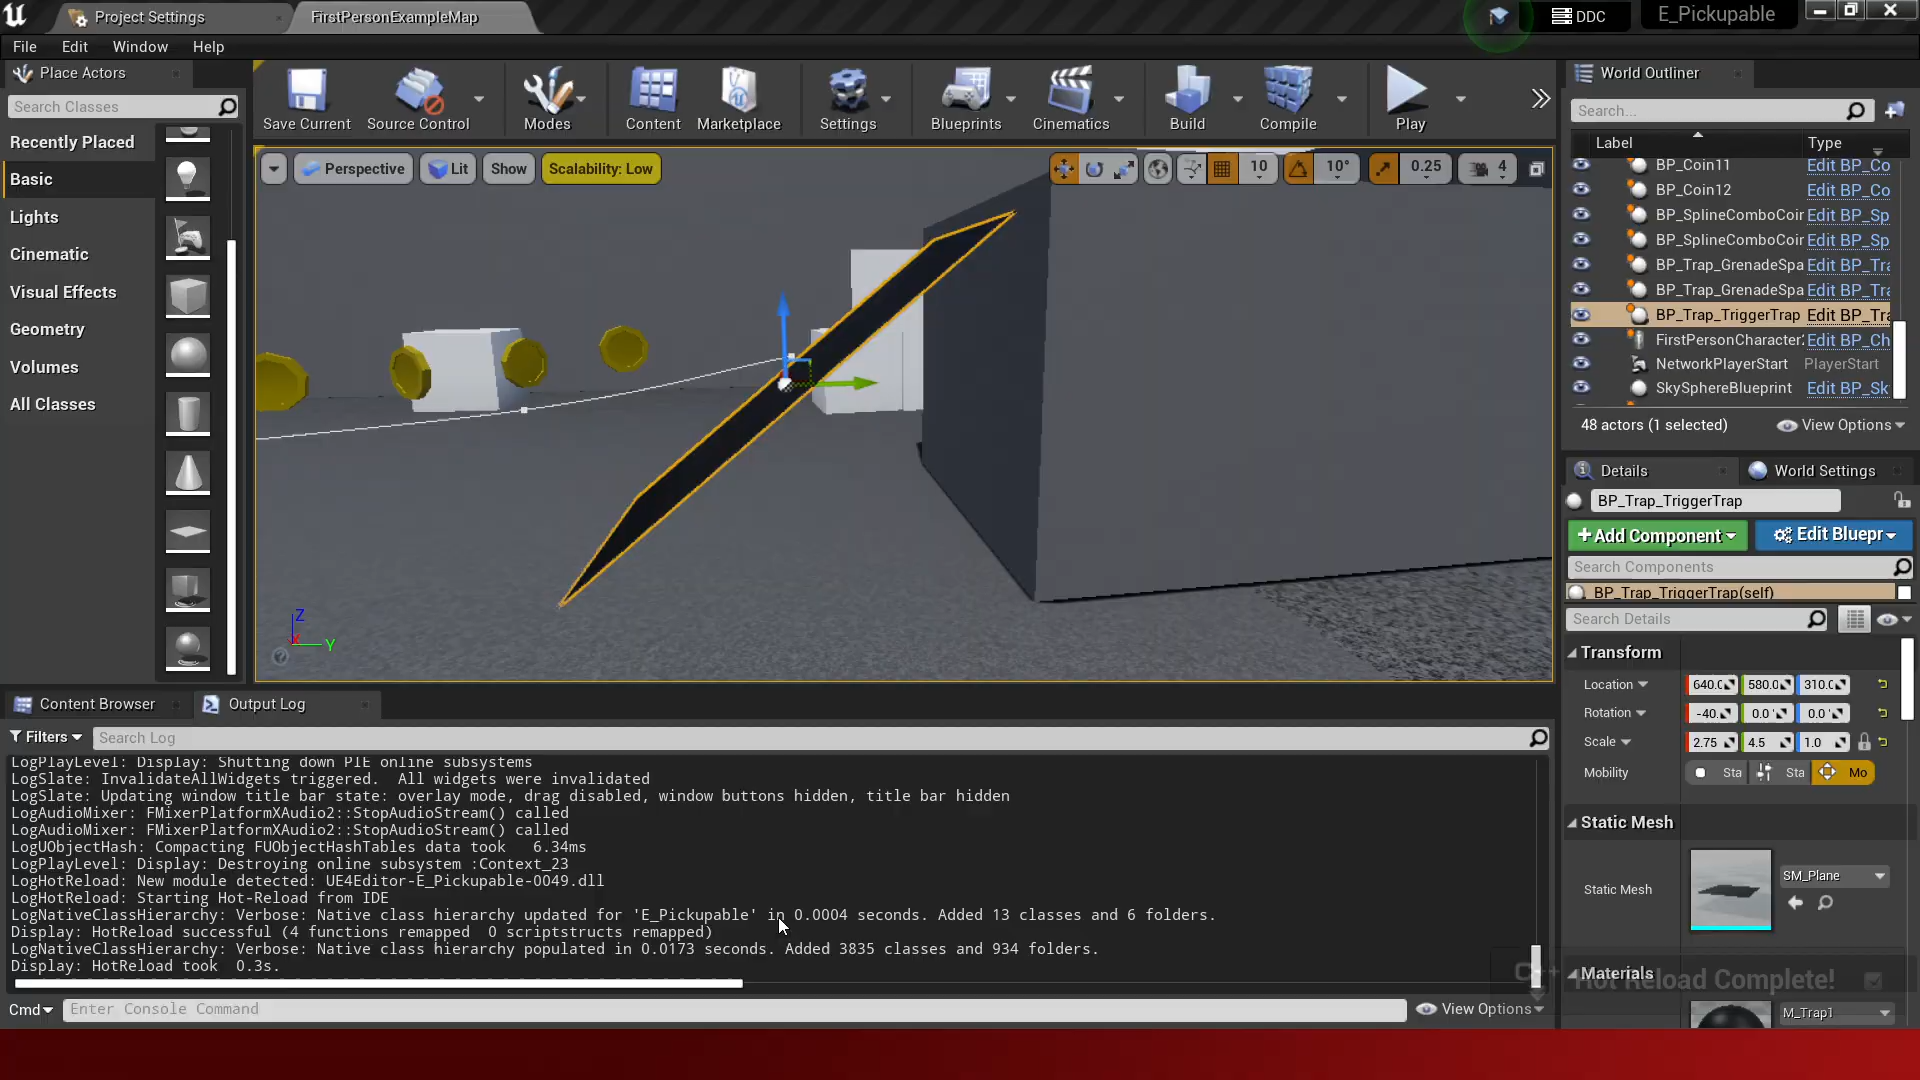 Project Settings
FirstPersonExampleMap
DDC
E_Pickupable
File
Edit
Window
Help
Place Actors
World Outliner
Search Classes
Save Current
Source Control
Modes
Content
Marketplace
Settings
Blueprints
Cinematics
Build
Compile
Play
Search...
Recently Placed
Basic
Lights
Cinematic
Visual Effects
Geometry
Volumes
All Classes
Perspective
Lit
Show
Scalability: Low
10
10°
0.25
4
Z
Y
X
Label
Type
BP_Coin11 Edit BP_Co
BP_Coin12 Edit BP_Co
BP_SplineComboCoin Edit BP_Sp
BP_SplineComboCoin Edit BP_Sp
BP_Trap_GrenadeSpa Edit BP_Tra
BP_Trap_GrenadeSpa Edit BP_Tra
BP_Trap_TriggerTrap Edit BP_Tra
FirstPersonCharacter Edit BP_Ch
NetworkPlayerStart PlayerStart
SkySphereBlueprint Edit BP_Sk
48 actors (1 selected)
View Options
Details
World Settings
BP_Trap_TriggerTrap
+ Add Component
Edit Bluepr
Search Components
BP_Trap_TriggerTrap(self)
Search Details
Transform
Location 640.0 580.0 310.0
Rotation -40. 0.0 ° 0.0 °
Scale 2.75 4.5 1.0
Mobility Sta Sta Mo
Static Mesh
Static Mesh
SM_Plane
Materials
M_Trap1
Content Browser
Output Log
Filters
Search Log
LogPlayLevel: Display: Shutting down PIE online subsystems
LogSlate: InvalidateAllWidgets triggered.  All widgets were invalidated
LogSlate: Updating window title bar state: overlay mode, drag disabled, window buttons hidden, title bar hidden
LogAudioMixer: FMixerPlatformXAudio2::StopAudioStream() called
LogAudioMixer: FMixerPlatformXAudio2::StopAudioStream() called
LogUObjectHash: Compacting FUObjectHashTables data took   6.34ms
LogPlayLevel: Display: Destroying online subsystem :Context_23
LogHotReload: New module detected: UE4Editor-E_Pickupable-0049.dll
LogHotReload: Starting Hot-Reload from IDE
LogNativeClassHierarchy: Verbose: Native class hierarchy updated for 'E_Pickupable' in 0.0004 seconds. Added 13 classes and 6 folders.
Display: HotReload successful (4 functions remapped  0 scriptstructs remapped)
LogNativeClassHierarchy: Verbose: Native class hierarchy populated in 0.0173 seconds. Added 3835 classes and 934 folders.
Display: HotReload took  0.3s.
C++
Hot Reload Complete!
Cmd
Enter Console Command
View Options